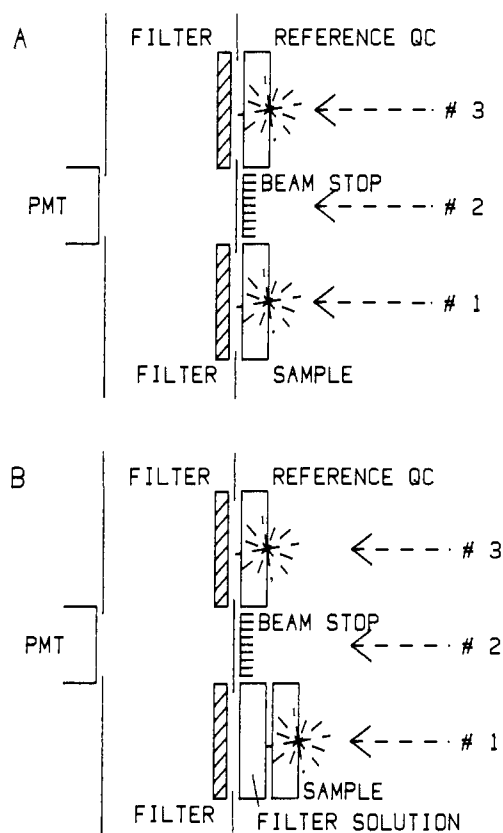 A
FILTER REFERENCE QC
# 3
BEAM STOP
PMT
# 2
# 1
FILTER SAMPLE
B
FILTER REFERENCE QC
# 3
BEAM STOP
PMT
# 2
# 1
SAMPLE
FILTER FILTER SOLUTION